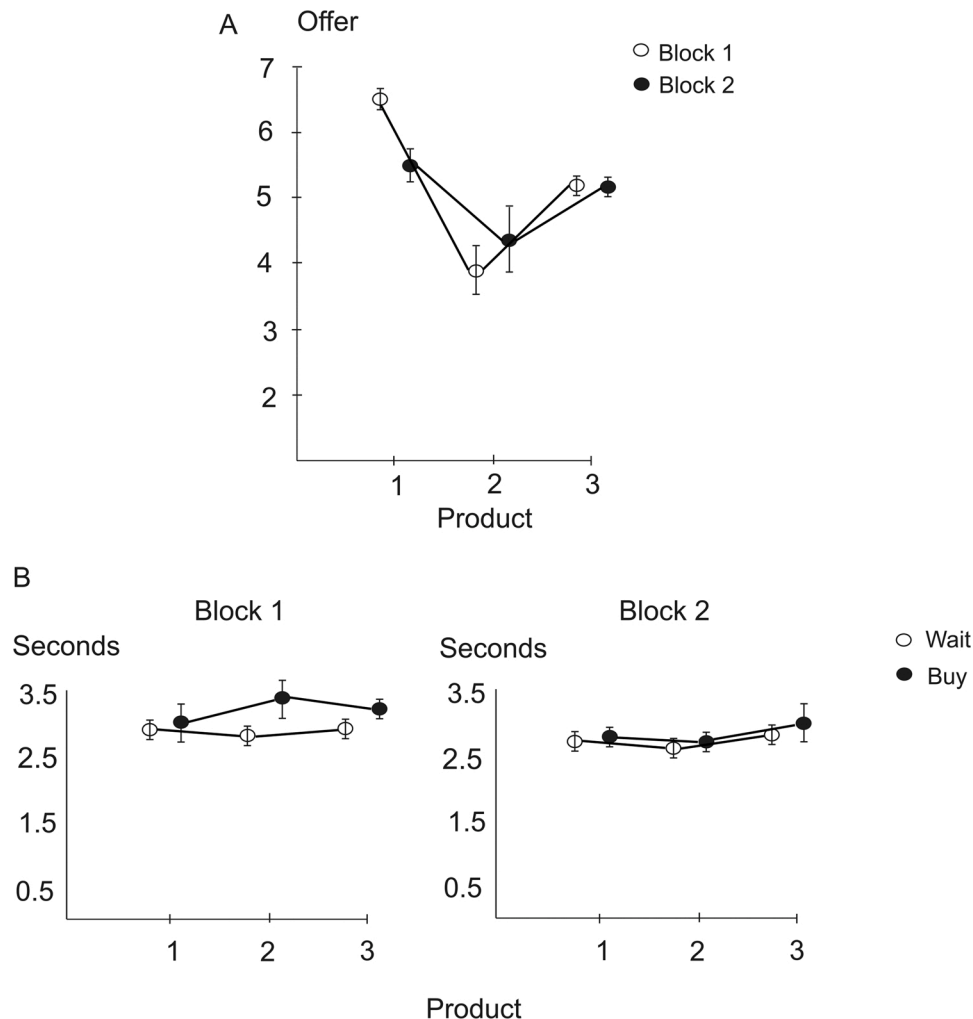 A Offer
Block 1
Block 2
7
6
5
4
3
2
1 2 3
Product
B
Block 1
Block 2
Seconds
Seconds
Wait
Buy
3.5
2.5
1.5
0.5
1 2 3
3.5
2.5
1.5
0.5
1 2 3
Product